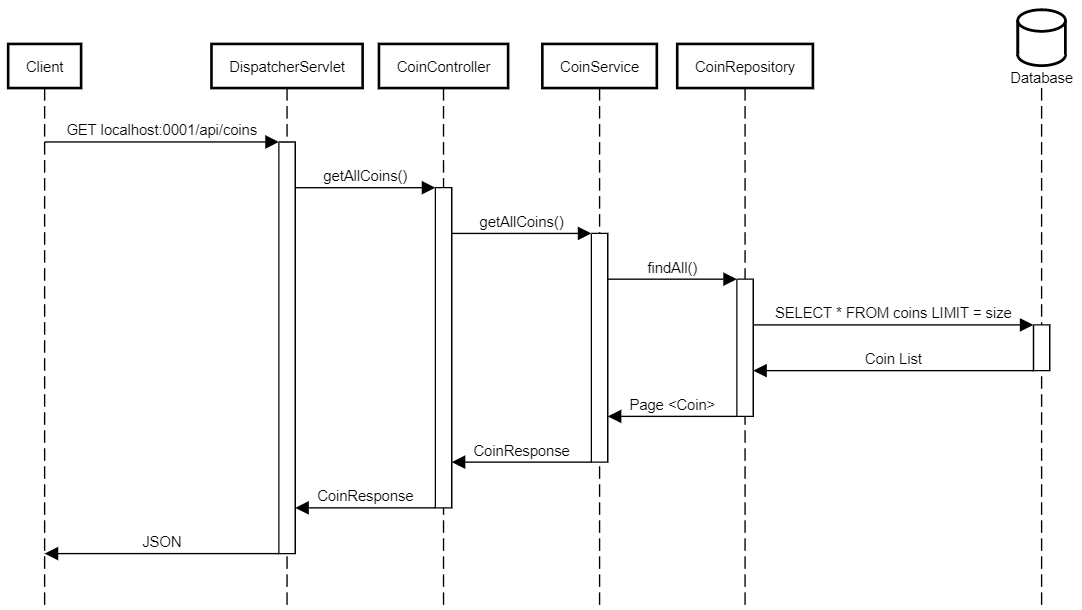 Client
DispatcherServlet
CoinController
CoinService
CoinRepository
Database
GET localhost:0001/api/coins
getAllCoins()
getAllCoins()
findAll()
SELECT * FROM coins LIMIT = size
Coin List
Page <Coin>
CoinResponse
CoinResponse
JSON